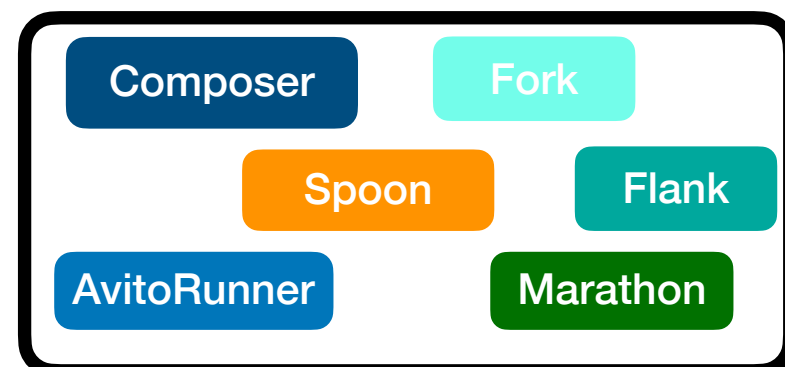 Composer
Fork
Spoon
Flank
AvitoRunner
Marathon